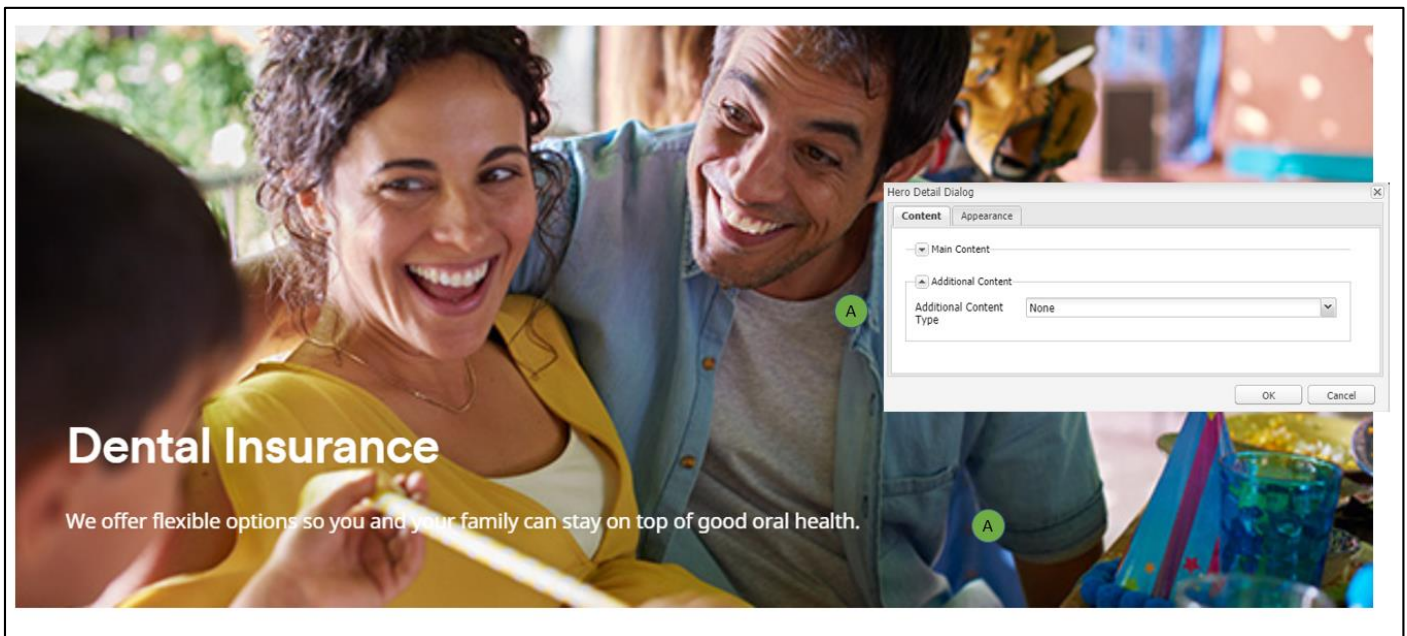 Hero Detail Dialog
Content Appearance
Main Content
Additional Content
Additional Content
Type
None
A
OK Cancel
Dental Insurance
We offer flexible options so you and your family can stay on top of good oral health.
A